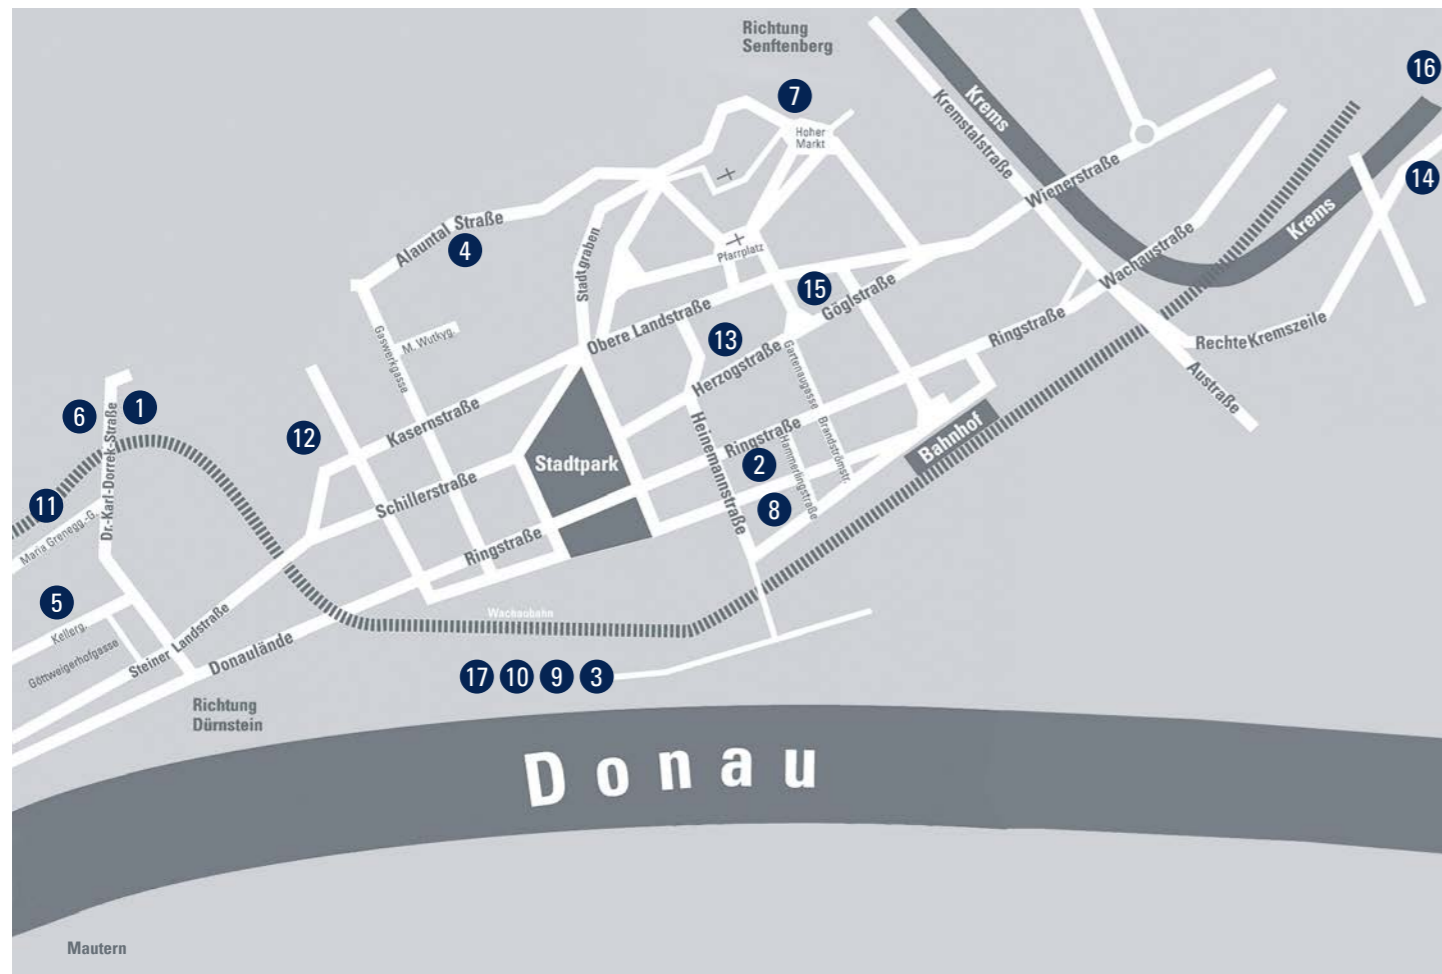 Richtung
Senftenberg
16
7
Krems
Kremstalstraße
Hoher
Markt
14
Wienerstraße
Krems
Alauntal Straße
4
Stadtgraben
Pfarrplatz
Wachaustraße
15
Göglstraße
Obere Landstraße
Ringstraße
Gaswerkgasse
M. Wutkyg.
13
Herzogstraße
Gartenaugasse
Rechte Kremszeile
Austraße
6
1
Dr.-Karl-Dorrek-Straße
12
Kasernstraße
Heinemannstraße
Ringstraße
Hammerlingstraße
Brandströmstr.
Bahnhof
Stadtpark
2
11
Schillerstraße
8
Maria Grenegg.-G.
Ringstraße
5
Kellerg.
Göttweigerhofgasse
Steiner Landstraße
Donaulände
Wachaubahn
17
10
9
3
Richtung
Dürnstein
Donau
Mautern